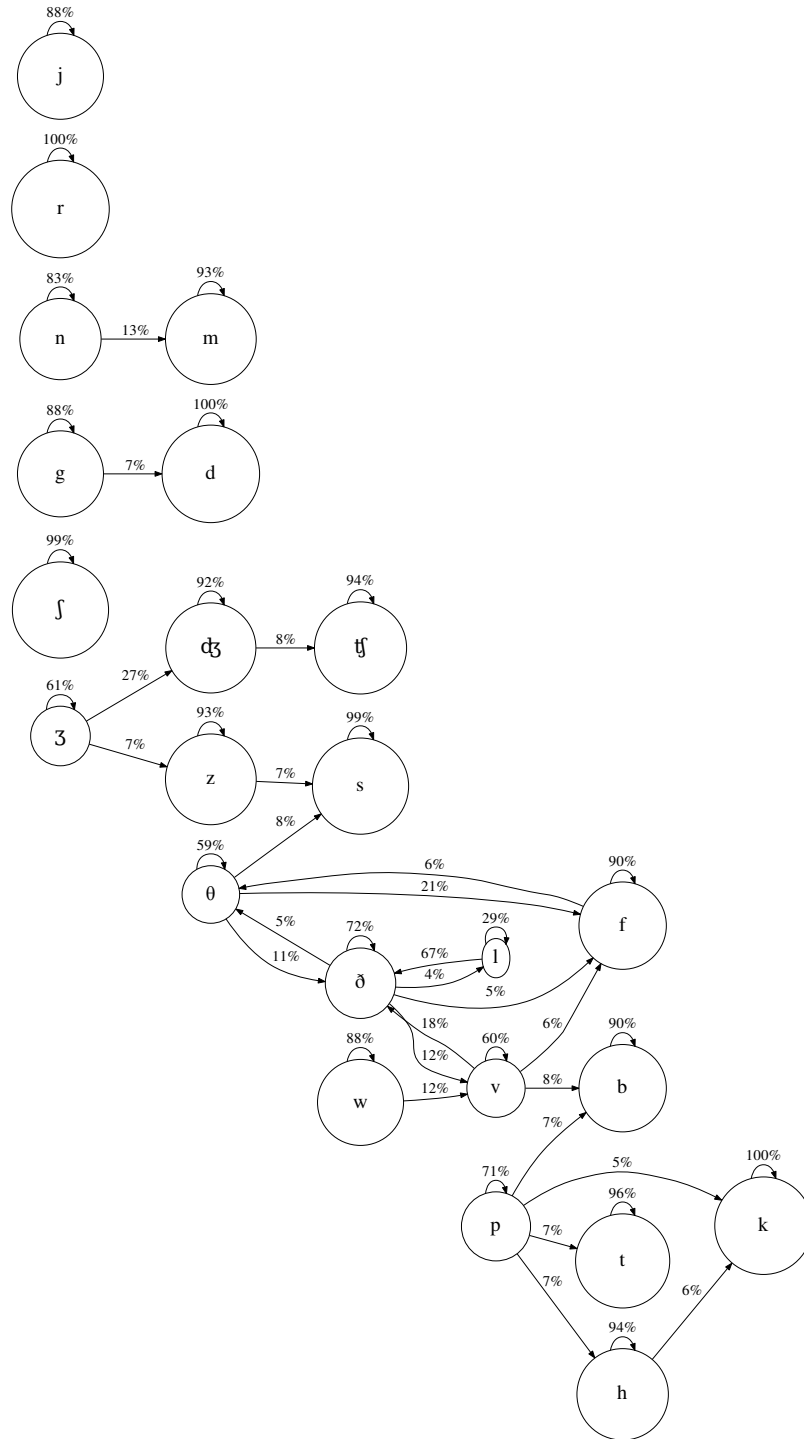 88%
j
100%
r
83%
n
13%
93%
m
88%
g
7%
100%
d
99%
ʃ
92%
ʤ
8%
94%
ʧ
61%
ʒ
27%
7%
93%
z
7%
99%
s
8%
59%
θ
6%
21%
90%
f
5%
11%
72%
ð
67%
4%
29%
l
5%
18%
12%
6%
88%
w
12%
60%
v
8%
90%
b
7%
71%
p
5%
100%
k
7%
96%
t
7%
6%
94%
h